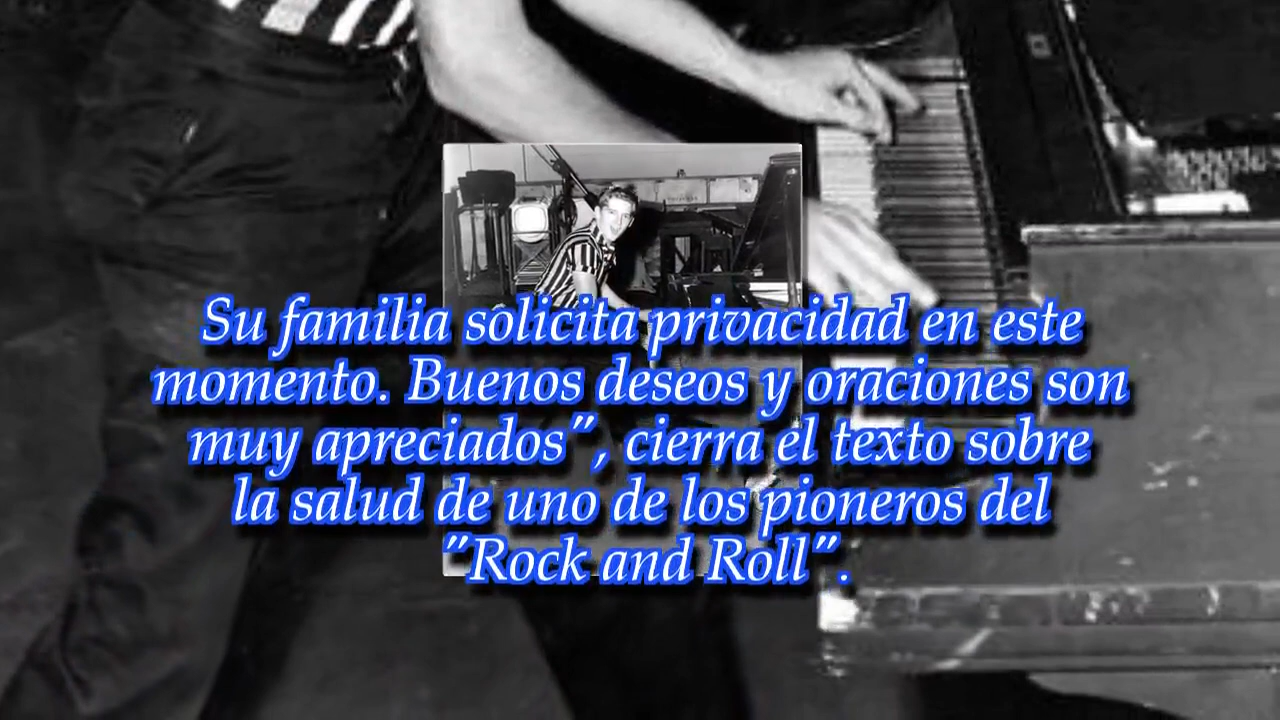 Su familia solicita privacidad en este
momento. Buenos deseos y oraciones son
muy apreciados", cierra el texto sobre
la salud de uno de los pioneros del
"Rock and Roll".